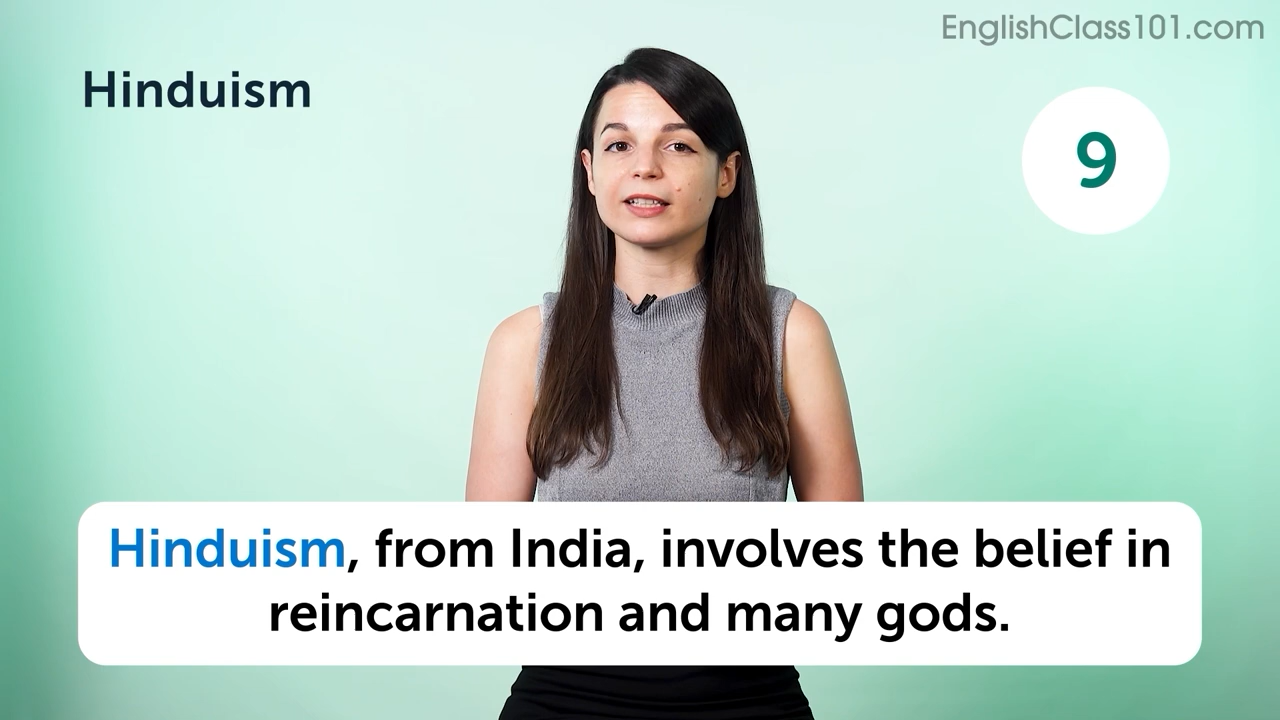 EnglishClass101.com
Hinduism
9
Hinduism, from India, involves the belief in
reincarnation and many gods.